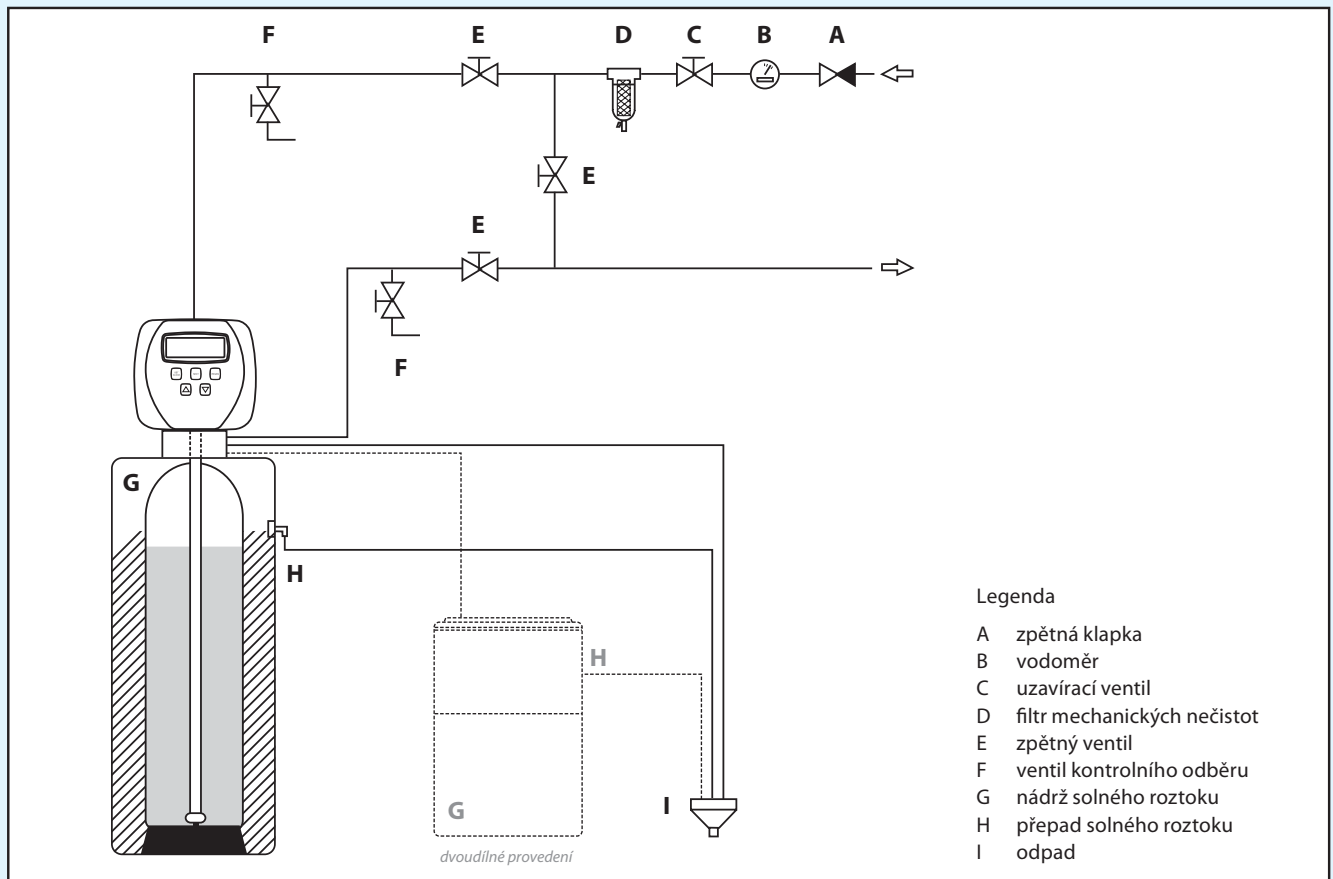 F E D C B A
E
E
F
G
H
H
G
I
dvoudílné provedení
Legenda
A zpětná klapka
B vodoměr
C uzavírací ventil
D filtr mechanických nečistot
E zpětný ventil
F ventil kontrolního odběru
G nádrž solného roztoku
H přepad solného roztoku
I odpad